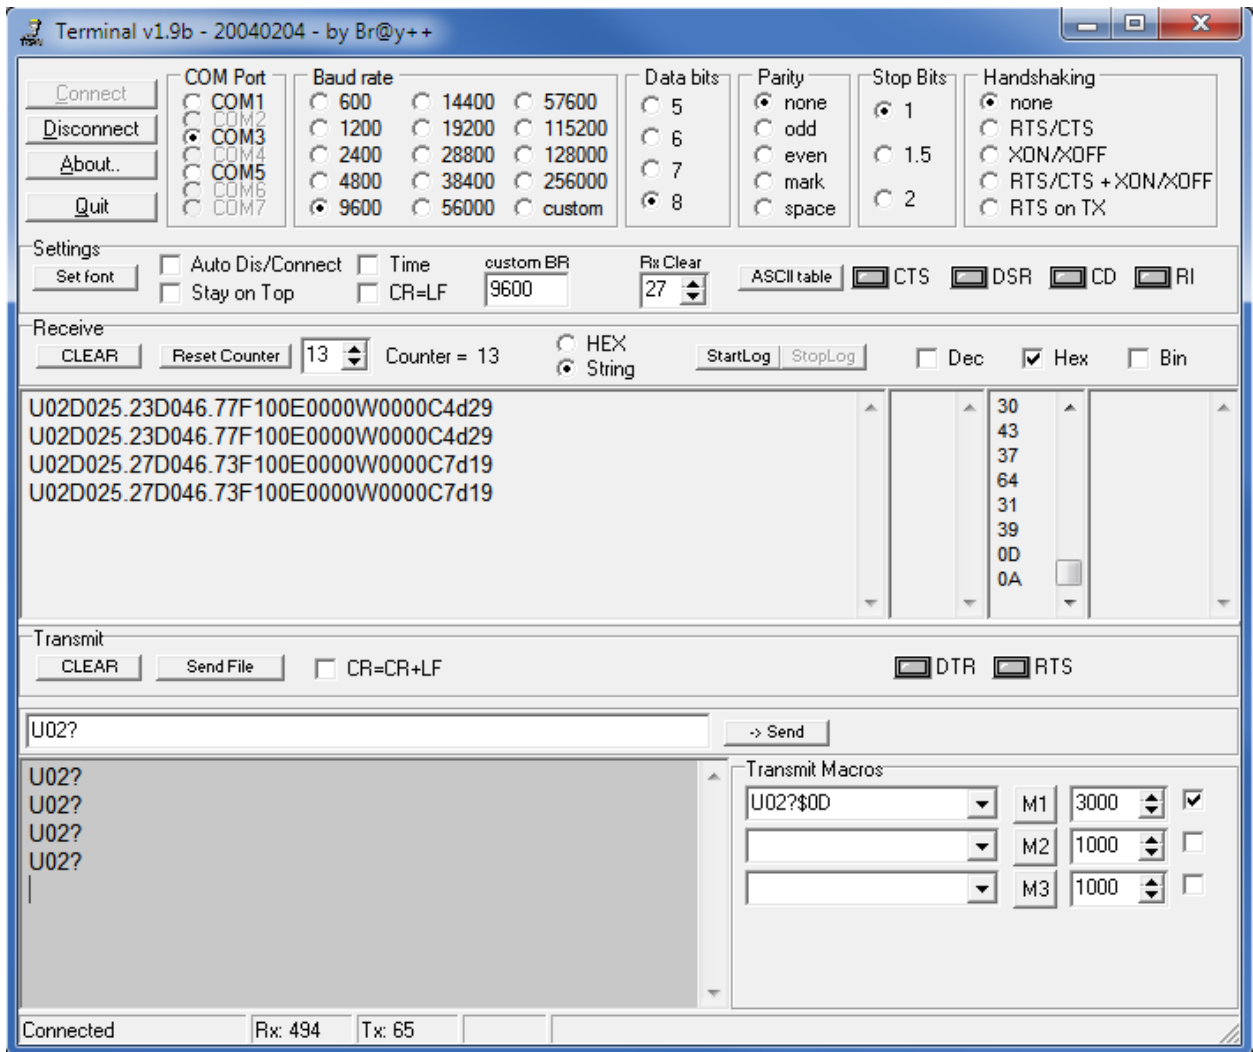 Terminal v1.9b - 20040204 - by Br@y++
Connect
Disconnect
About..
Quit
COM Port
COM1
COM2
COM3
COM4
COM5
COM6
COM7
Baud rate
600 14400 57600
1200 19200 115200
2400 28800 128000
4800 38400 256000
9600 56000 custom
Data bits
5
6
7
8
Parity
none
odd
even
mark
space
Stop Bits
1
1.5
2
Handshaking
none
RTS/CTS
XON/XOFF
RTS/CTS + XON/XOFF
RTS on TX
Settings
Set font
Auto Dis/Connect
Stay on Top
Time
CR=LF
custom BR
9600
Rx Clear
27
ASCII table
CTS DSR CD RI
Receive
CLEAR Reset Counter 13 Counter = 13
HEX
String
StartLog StopLog Dec Hex Bin
U02D025.23D046.77F100E0000W0000C4d29
U02D025.23D046.77F100E0000W0000C4d29
U02D025.27D046.73F100E0000W0000C7d19
U02D025.27D046.73F100E0000W0000C7d19
30
43
37
64
31
39
0D
0A
Transmit
CLEAR Send File CR=CR+LF DTR RTS
U02? -> Send
U02?
U02?
U02?
U02?
Transmit Macros
U02?$0D M1 3000
M2 1000
M3 1000
Connected Rx: 494 Tx: 65